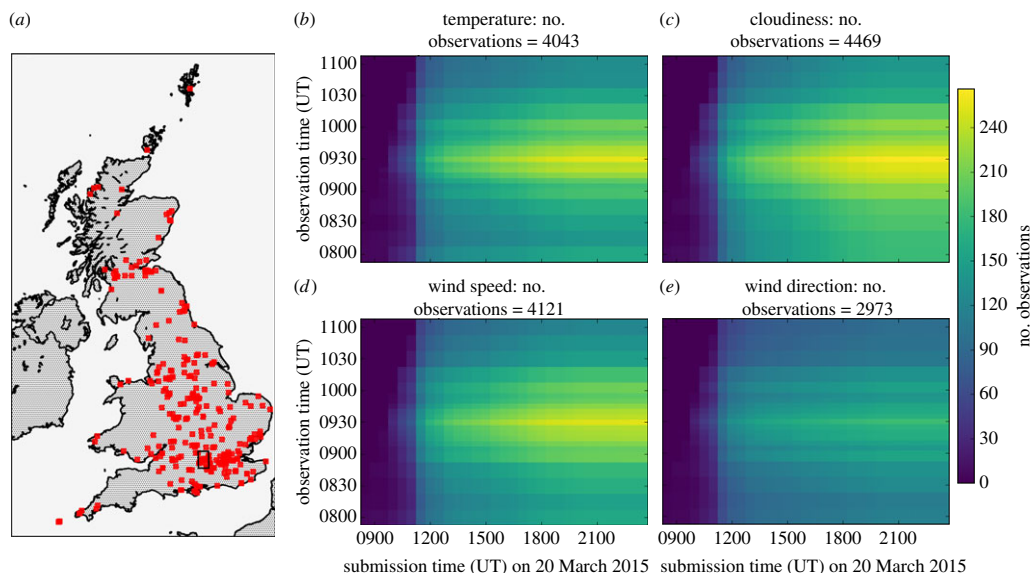 (a)
(b)
temperature: no.
observations = 4043
(c)
cloudiness: no.
observations = 4469
observation time (UT)
1100
1030
1000
0930
0900
0830
0800
240
210
180
150
120
90
60
30
0
no. observations
(d)
wind speed: no.
observations = 4121
(e)
wind direction: no.
observations = 2973
observation time (UT)
1100
1030
1000
0930
0900
0830
0800
0900 1200 1500 1800 2100
0900 1200 1500 1800 2100
submission time (UT) on 20 March 2015
submission time (UT) on 20 March 2015